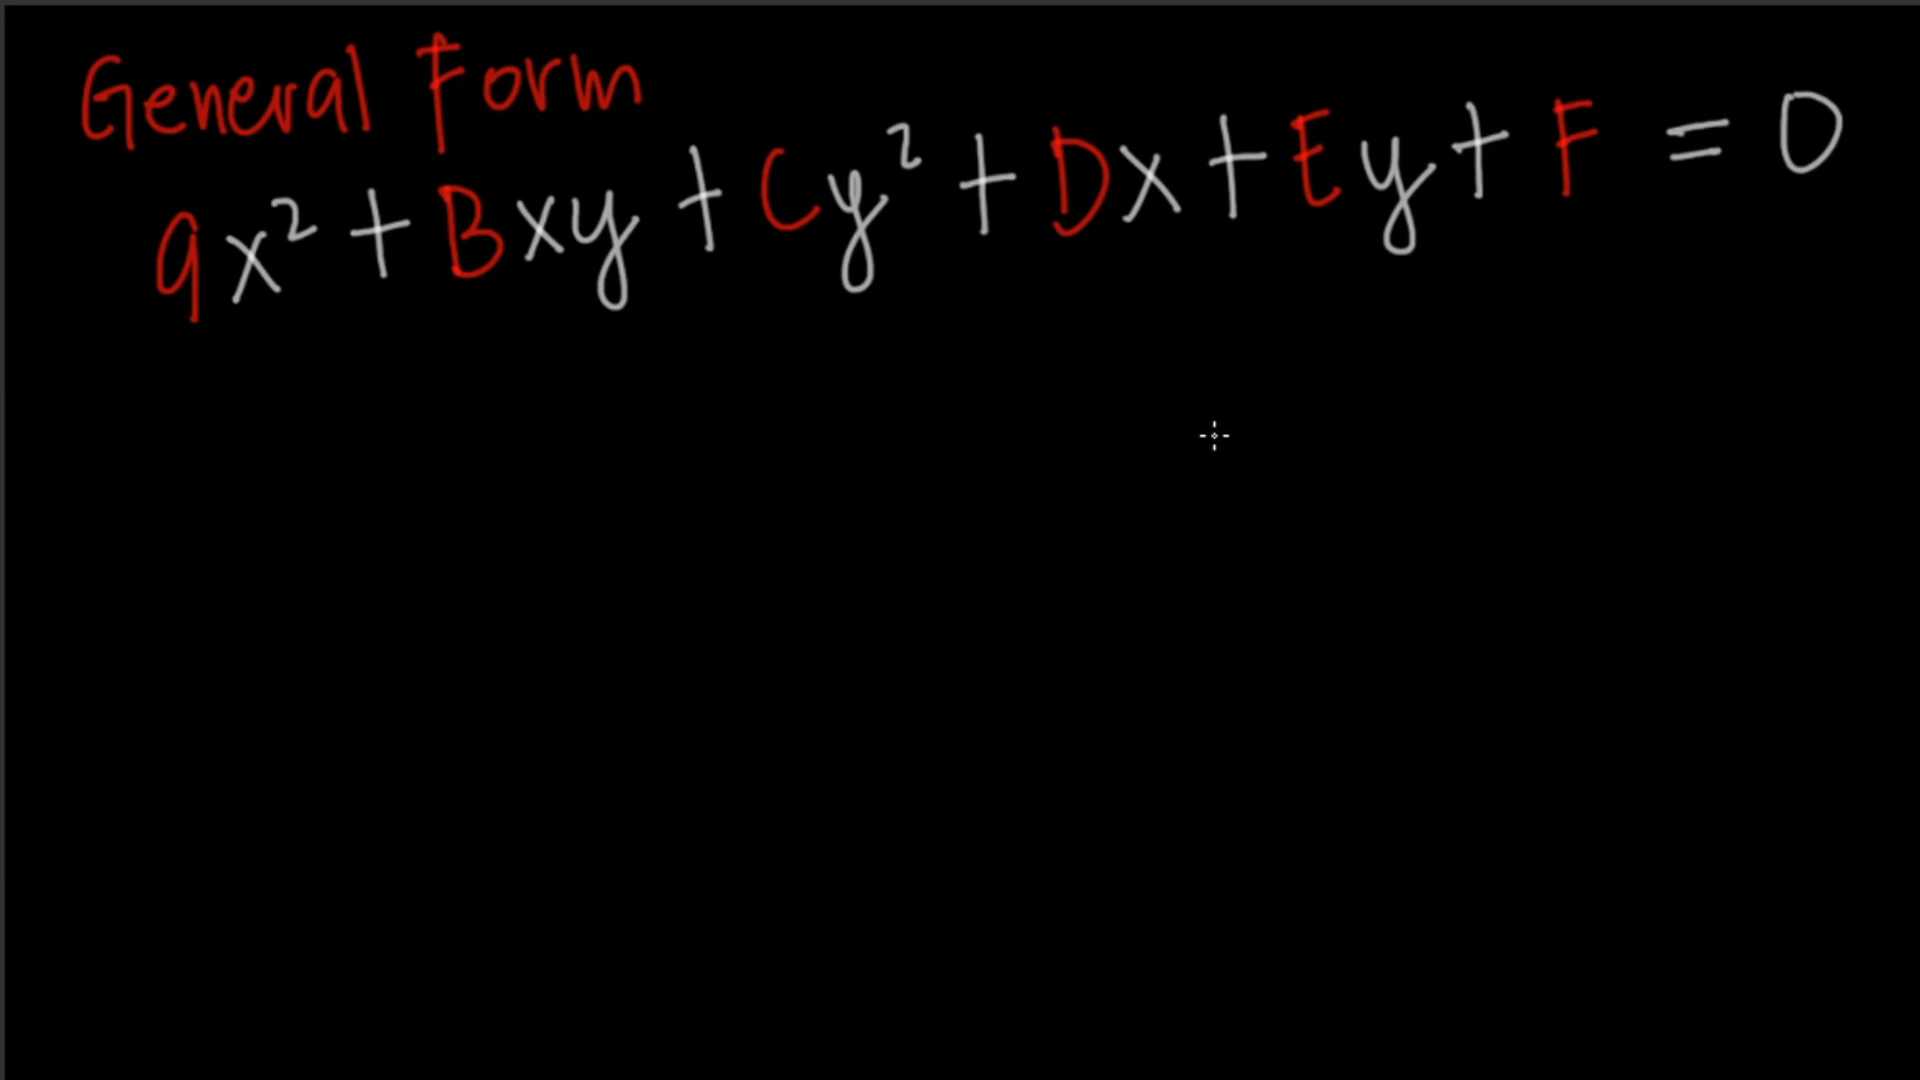 General Form
Ax² + Bxy + Cy² + Dx + Ey + F = 0